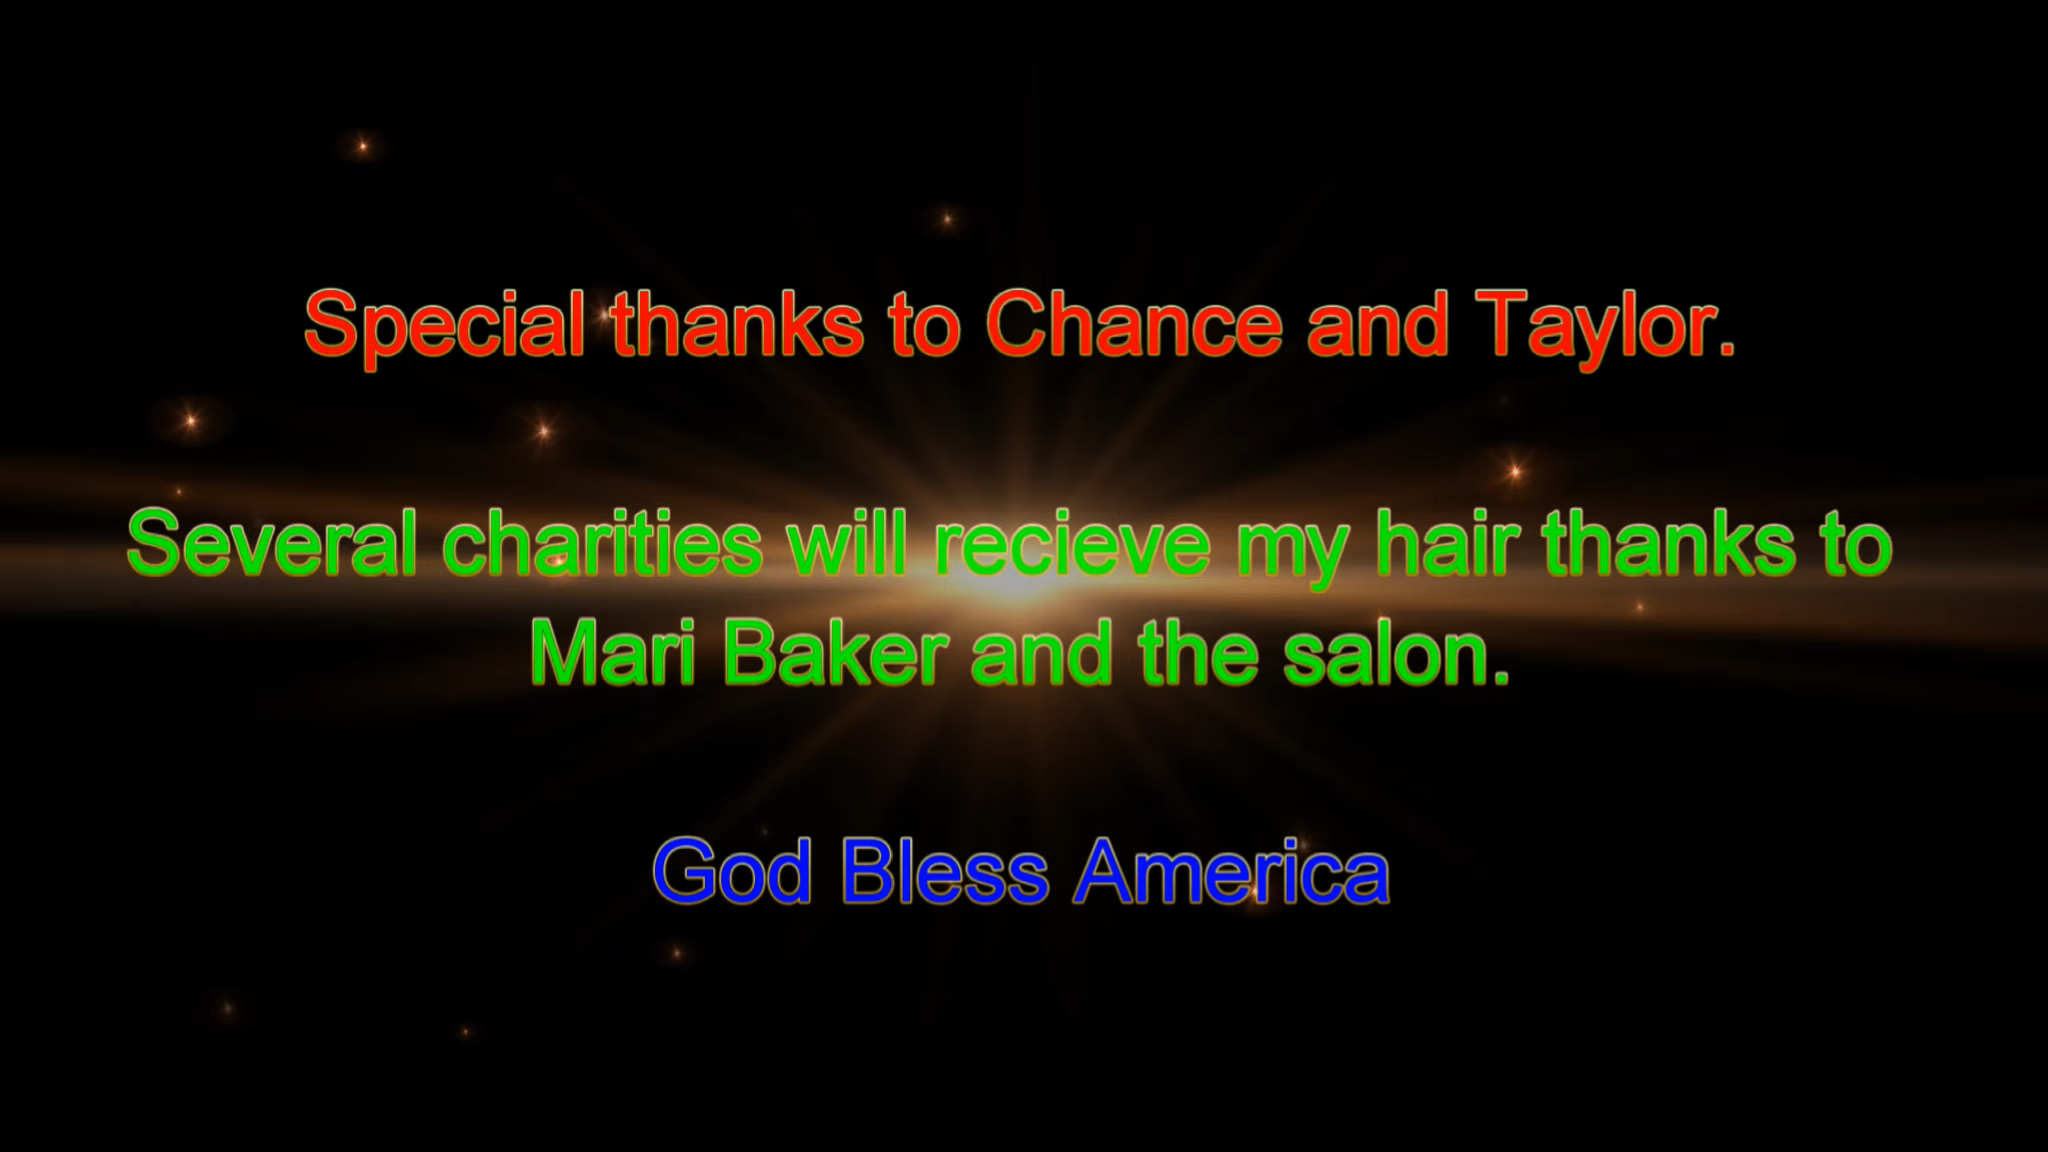 Special thanks to Chance and Taylor.
Several charities will recieve my hair thanks to
Mari Baker and the salon.
God Bless America